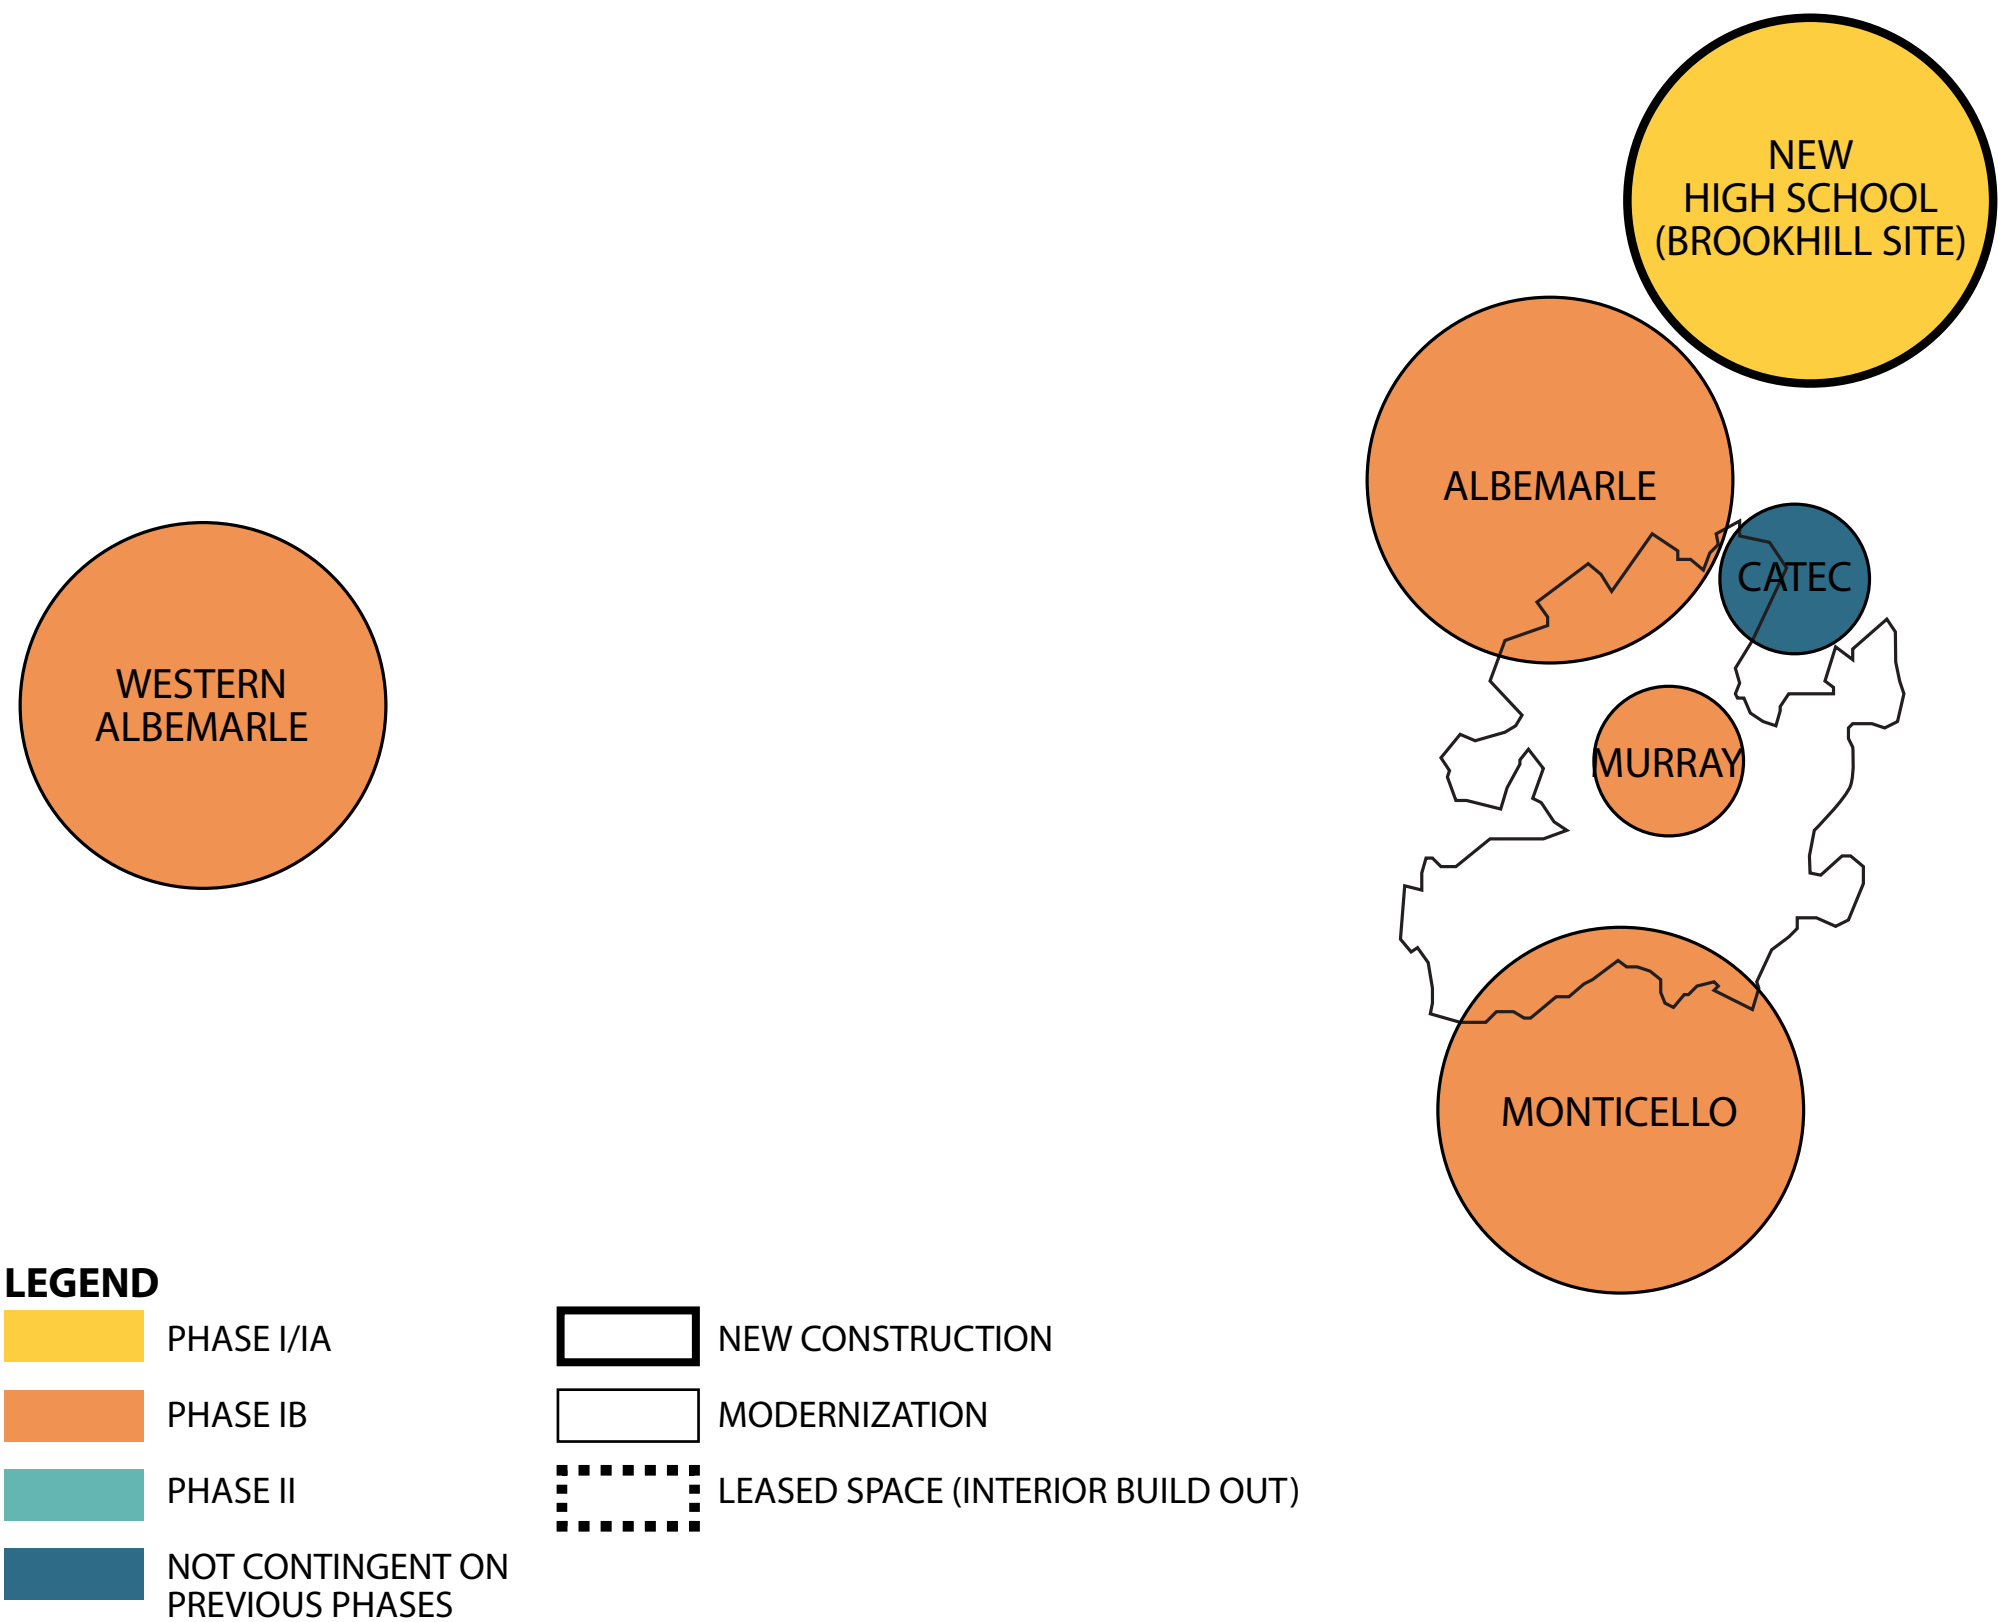 NEW
HIGH SCHOOL
(BROOKHILL SITE)
ALBEMARLE
CATEC
WESTERN
ALBEMARLE
MURRAY
MONTICELLO
LEGEND
PHASE I/IA
PHASE IB
PHASE II
NOT CONTINGENT ON
PREVIOUS PHASES
NEW CONSTRUCTION
MODERNIZATION
LEASED SPACE (INTERIOR BUILD OUT)